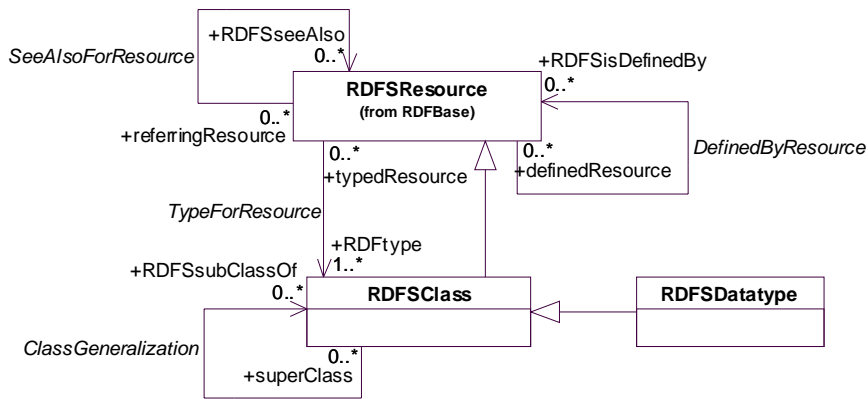 +RDFSseeAlso
0..*
SeeAlsoForResource
+RDFSisDefinedBy
0..*
RDFSResource
(from RDFBase)
0..*
+referringResource
0..*
+typedResource
0..*
+definedResource
DefinedByResource
TypeForResource
+RDFtype
1..*
+RDFSsubClassOf
0..*
RDFSClass
RDFSDatatype
ClassGeneralization
0..*
+superClass